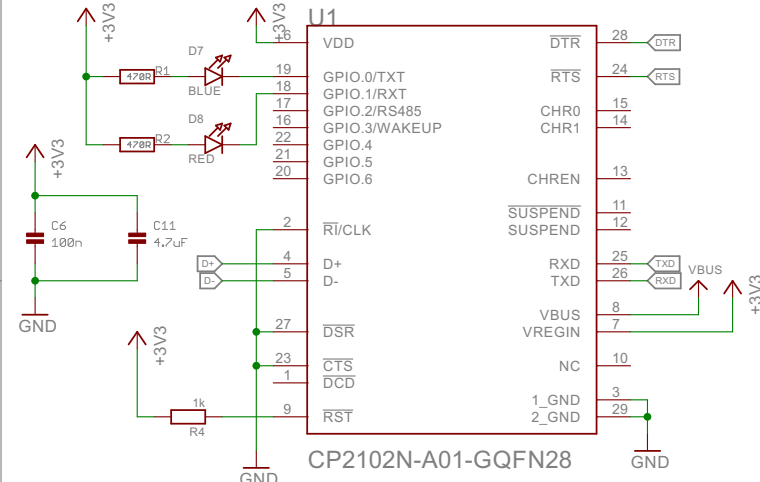 +3V3
+3V3
U1
6 VDD
DTR 28 DTR
D7
R1
470R
BLUE
19 GPIO.0/TXT
RTS 24 RTS
18 GPIO.1/RXT
17 GPIO.2/RS485
CHR0 15
D8
16 GPIO.3/WAKEUP
CHR1 14
R2
470R
RED
22 GPIO.4
+3V3
21 GPIO.5
20 GPIO.6
CHREN 13
SUSPEND 11
C6
100n
C11
4.7uF
2 RI/CLK
SUSPEND 12
D+ 4 D+
RXD 25 TXD
D- 5 D-
TXD 26 RXD
VBUS
+3V3
VBUS 8
GND
27 DSR
VREGIN 7
+3V3
23 CTS
NC 10
1 DCD
1k
R4
1_GND 3
9 RST
2_GND 29
CP2102N-A01-GQFN28
GND
GND